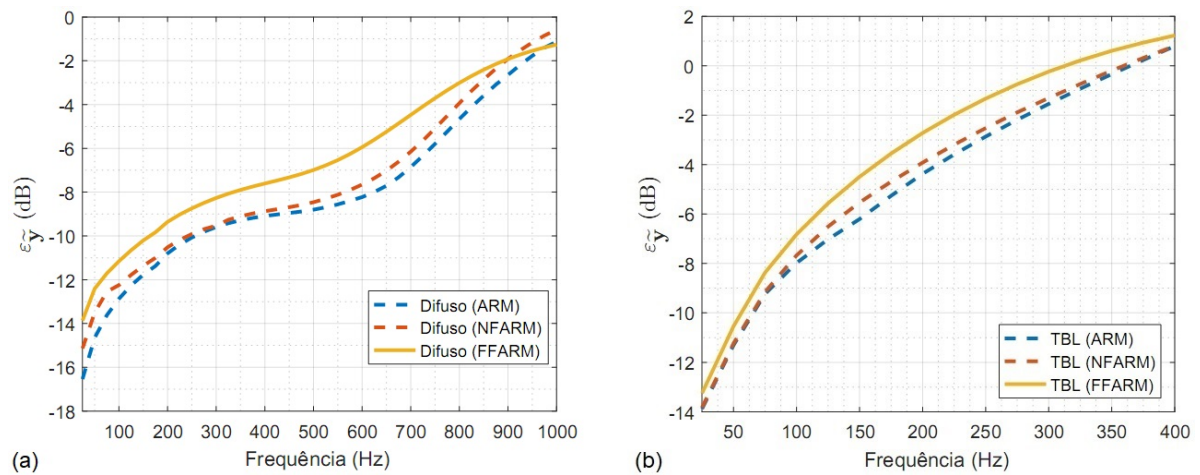 0
-2
-4
-6
-8
-10
-12
-14
-16
-18
ε_ỹ (dB)
Difuso (ARM)
Difuso (NFARM)
Difuso (FFARM)
100 200 300 400 500 600 700 800 900 1000
(a) Frequência (Hz)
2
0
-2
-4
-6
-8
-10
-12
-14
ε_ỹ (dB)
TBL (ARM)
TBL (NFARM)
TBL (FFARM)
50 100 150 200 250 300 350 400
(b) Frequência (Hz)